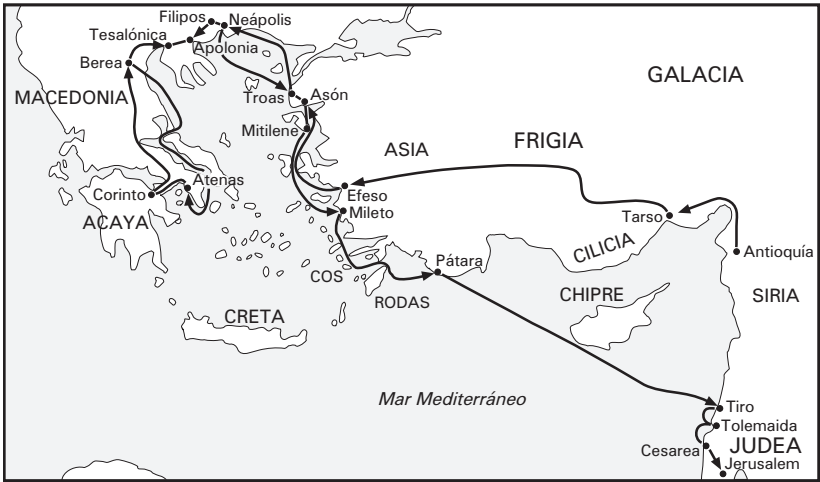 Filipos
Neápolis
Tesalónica
Apolonia
Berea
GALACIA
Troas
Asón
MACEDONIA
Mitilene
ASIA
FRIGIA
Atenas
Corinto
Efeso
Mileto
Tarso
ACAYA
CILICIA
Antioquía
Pátara
COS
RODAS
CHIPRE
SIRIA
CRETA
Mar Mediterráneo
Tiro
Tolemaida
Cesarea
JUDEA
Jerusalem